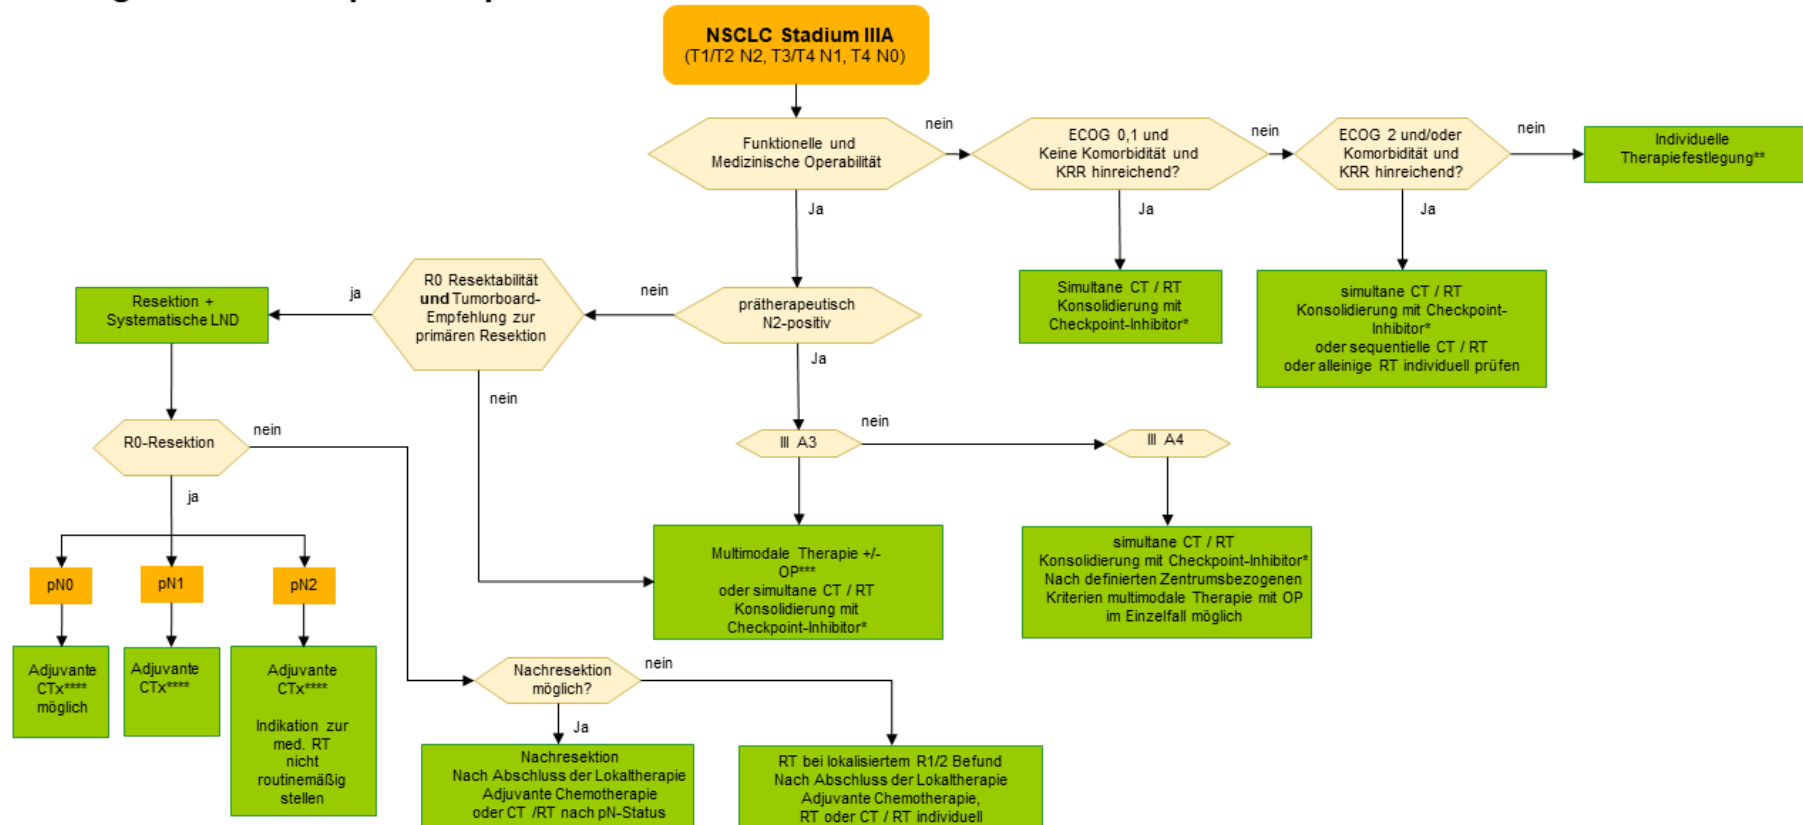 NSCLC Stadium IIIA
(T1/T2 N2, T3/T4 N1, T4 N0)
Funktionelle und
Medizinische Operabilität
nein
ECOG 0,1 und
Keine Komorbidität und
KRR hinreichend?
nein
ECOG 2 und/oder
Komorbidität und
KRR hinreichend?
nein
Individuelle
Therapiefestlegung**
Ja
Ja
Ja
Resektion +
Systematische LND
ja
R0 Resektabilität
und Tumorboard-
Empfehlung zur
primären Resektion
nein
prätherapeutisch
N2-positiv
Simultane CT / RT
Konsolidierung mit
Checkpoint-Inhibitor*
simultane CT / RT
Konsolidierung mit Checkpoint-
Inhibitor*
oder sequentielle CT / RT
oder alleinige RT individuell prüfen
Ja
nein
R0-Resektion
nein
III A3
nein
III A4
ja
pN0
pN1
pN2
Multimodale Therapie +/-
OP***
oder simultane CT / RT
Konsolidierung mit
Checkpoint-Inhibitor*
simultane CT / RT
Konsolidierung mit Checkpoint-Inhibitor*
Nach definierten Zentrumsbezogenen
Kriterien multimodale Therapie mit OP
im Einzelfall möglich
Adjuvante
CTx****
möglich
Adjuvante
CTx****
Adjuvante
CTx****
Indikation zur
med. RT
nicht
routinemäßig
stellen
Nachresektion
möglich?
nein
Ja
Nachresektion
Nach Abschluss der Lokaltherapie
Adjuvante Chemotherapie
oder CT /RT nach pN-Status
RT bei lokalisiertem R1/2 Befund
Nach Abschluss der Lokaltherapie
Adjuvante Chemotherapie,
RT oder CT / RT individuell